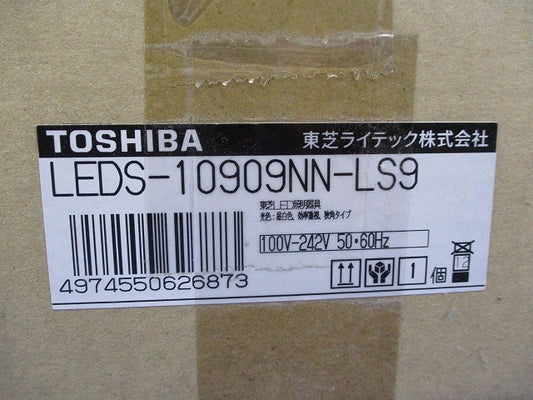 TOSHIBA 東芝ライテック株式会社
LEDS-10909NN-LS9
東芝LED照明器具
光色:昼白色、効率重視、狭角タイプ
100V-242V 50・60Hz
4974550626873
1 個
12